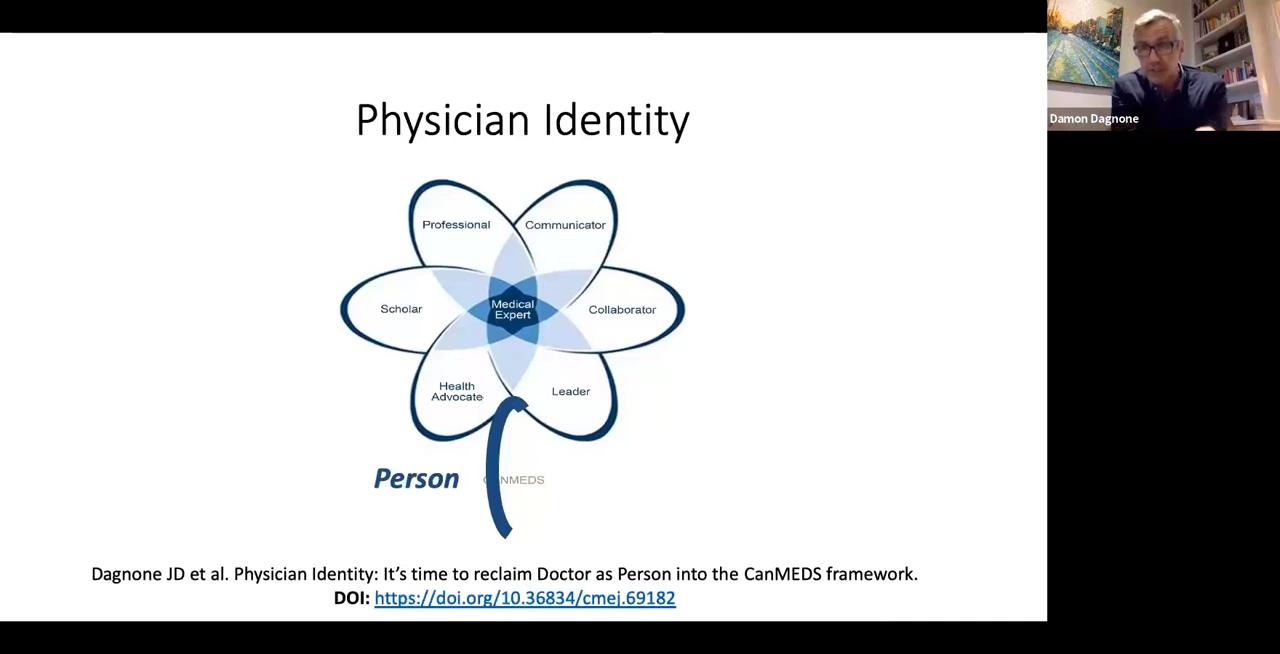 Physician Identity
Professional
Communicator
Scholar
Medical
Expert
Collaborator
Health
Advocate
Leader
Person
CANMEDS
Dagnone JD et al. Physician Identity: It’s time to reclaim Doctor as Person into the CanMEDS framework.
DOI: https://doi.org/10.36834/cmej.69182
Damon Dagnone